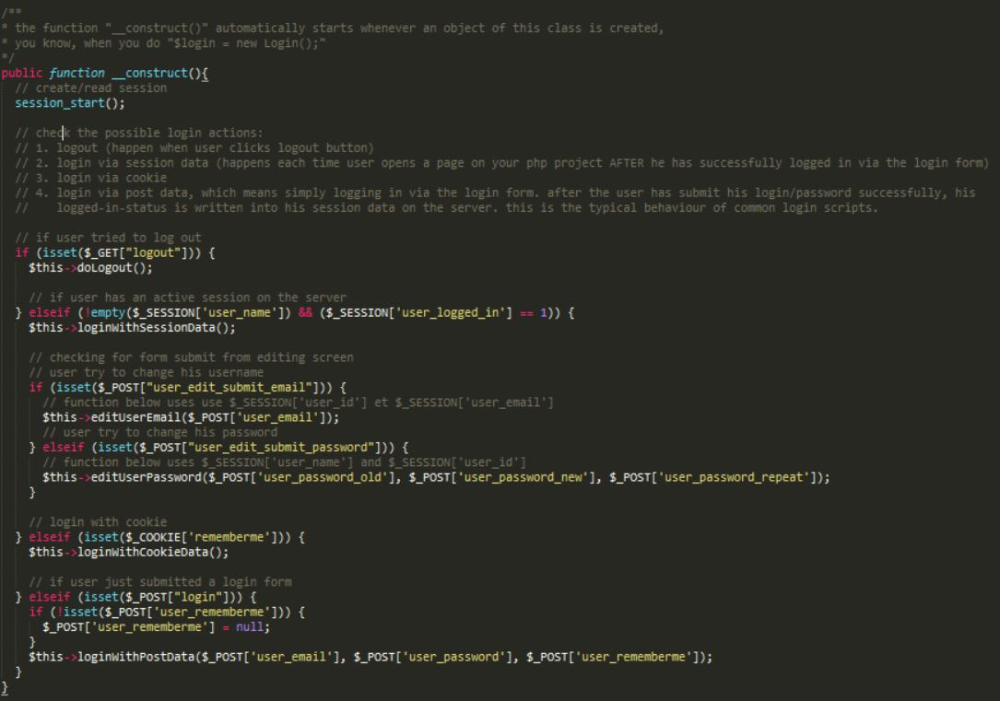 /**
* the function "__construct()" automatically starts whenever an object of this class is created,
* you know, when you do "$login = new Login();"
*/
public function __construct(){
// create/read session
session_start();
// check the possible login actions:
// 1. logout (happen when user clicks logout button)
// 2. login via session data (happens each time user opens a page on your php project AFTER he has successfully logged in via the login form)
// 3. login via cookie
// 4. login via post data, which means simply logging in via the login form. after the user has submit his login/password successfully, his
//    logged-in-status is written into his session data on the server. this is the typical behaviour of common login scripts.
// if user tried to log out
if (isset($_GET["logout"])) {
$this->doLogout();
// if user has an active session on the server
} elseif (!empty($_SESSION['user_name']) && ($_SESSION['user_logged_in'] == 1)) {
$this->loginWithSessionData();
// checking for form submit from editing screen
// user try to change his username
if (isset($_POST["user_edit_submit_email"])) {
// function below uses use $_SESSION['user_id'] et $_SESSION['user_email']
$this->editUserEmail($_POST['user_email']);
// user try to change his password
} elseif (isset($_POST["user_edit_submit_password"])) {
// function below uses $_SESSION['user_name'] and $_SESSION['user_id']
$this->editUserPassword($_POST['user_password_old'], $_POST['user_password_new'], $_POST['user_password_repeat']);
}
// login with cookie
} elseif (isset($_COOKIE['rememberme'])) {
$this->loginWithCookieData();
// if user just submitted a login form
} elseif (isset($_POST["login"])) {
if (!isset($_POST['user_rememberme'])) {
$_POST['user_rememberme'] = null;
}
$this->loginWithPostData($_POST['user_email'], $_POST['user_password'], $_POST['user_rememberme']);
}
}